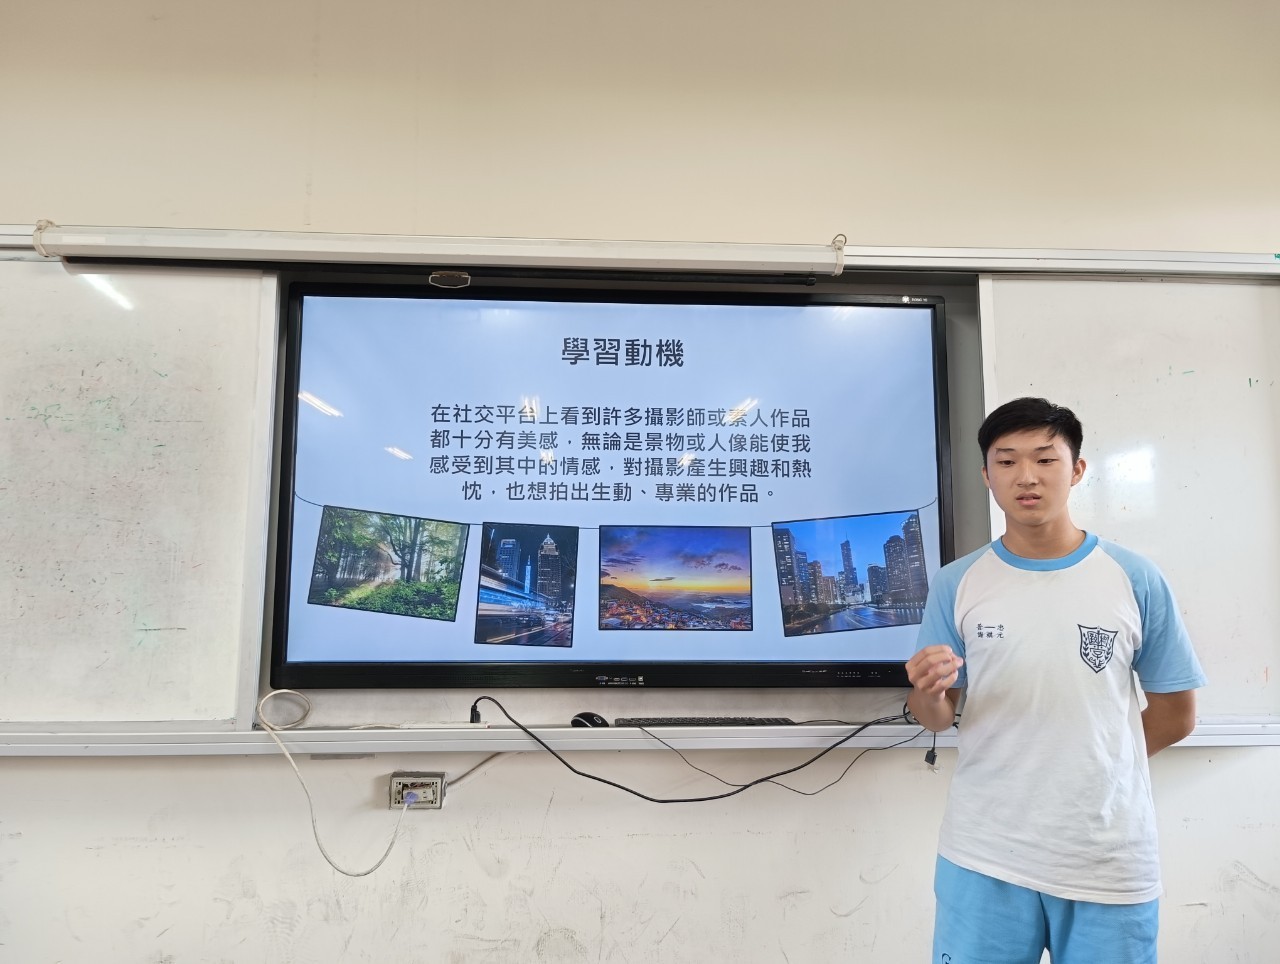 學習動機
在社交平台上看到許多攝影師或素人作品
都十分有美感，無論是景物或人像能使我
感受到其中的情感，對攝影產生興趣和熱
忱，也想拍出生動、專業的作品。